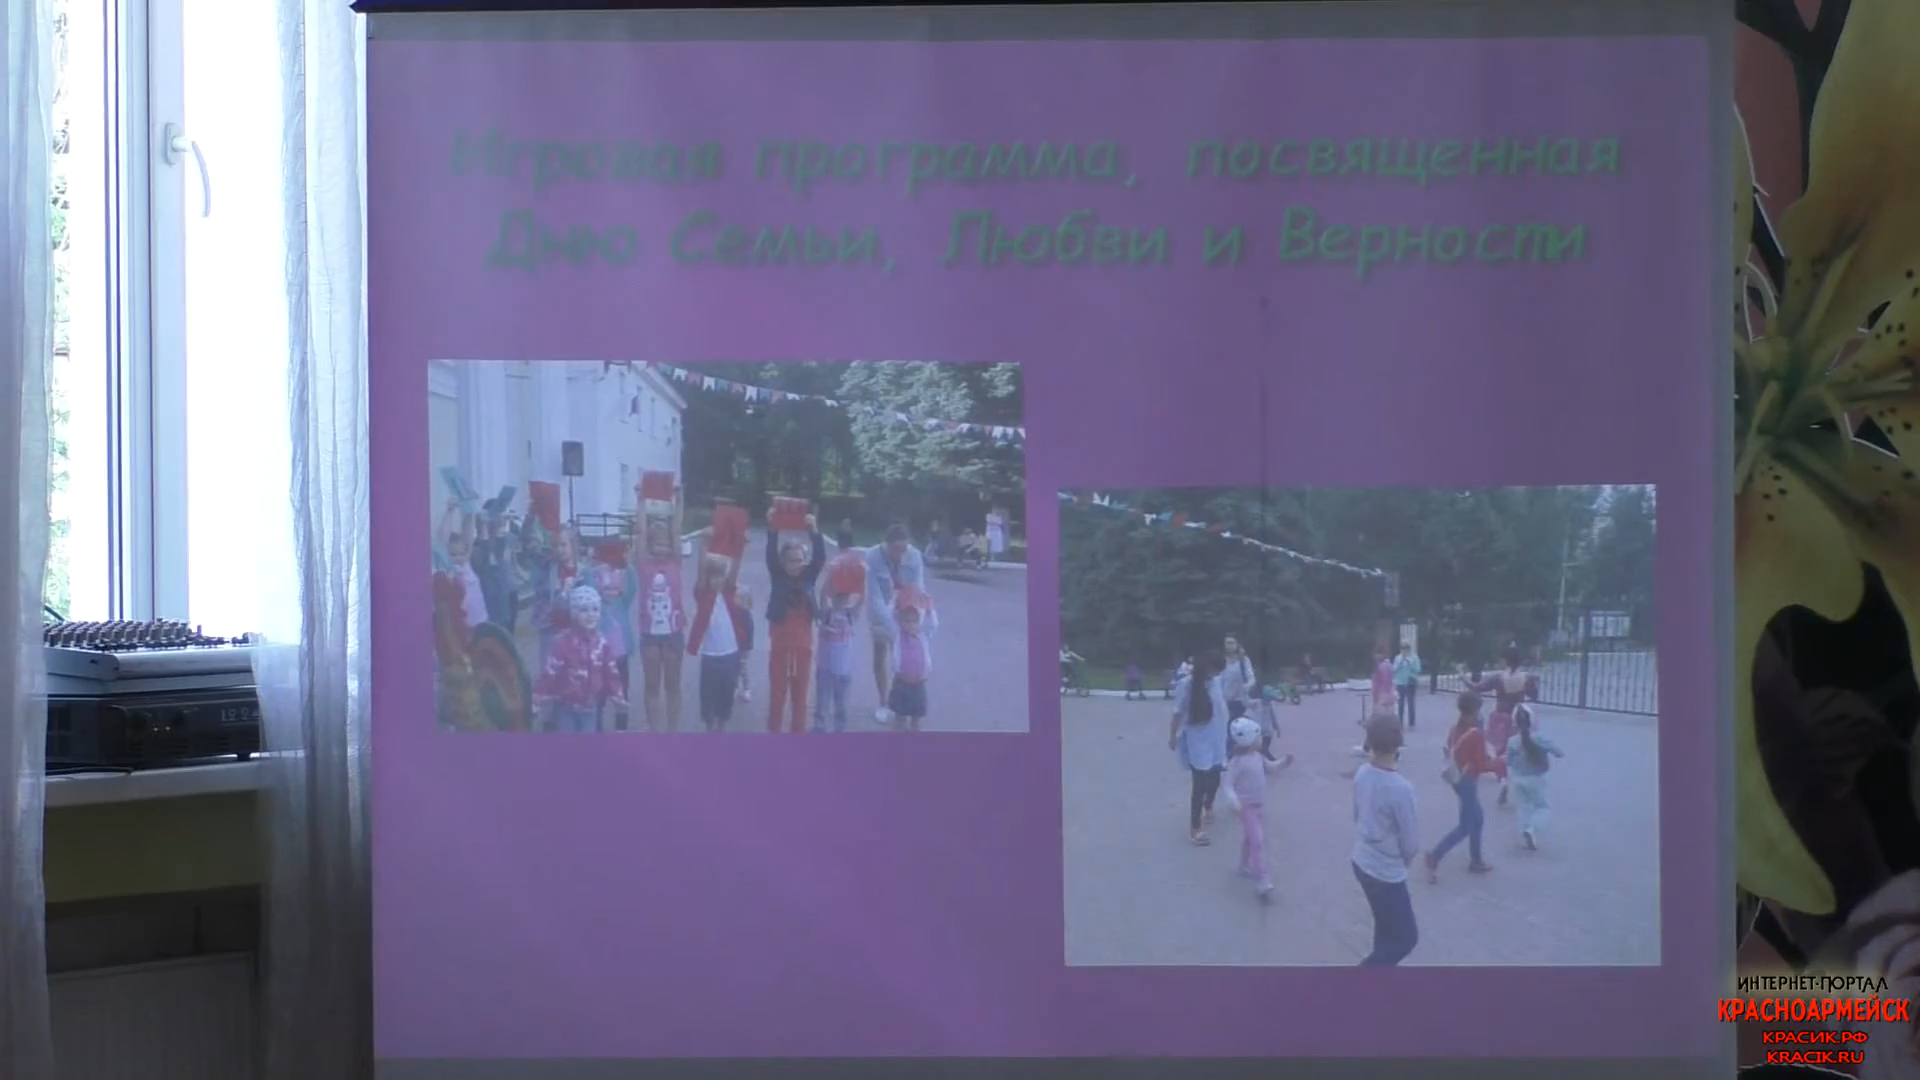 Игровая программа, посвященная
Дню Семьи, Любви и Верности
ИНТЕРНЕТ-ПОРТАЛ
КРАСНОАРМЕЙСК
КРАСИК.РФ
KRACIK.RU